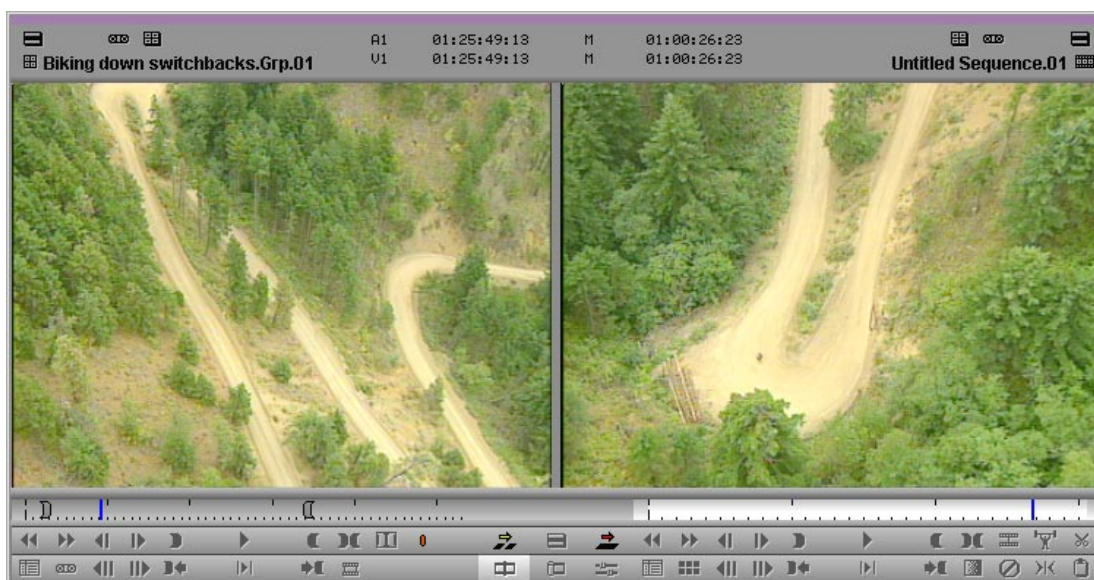 A1 01:25:49:13 M 01:00:26:23
V1 01:25:49:13 M 01:00:26:23
Biking down switchbacks.Grp.01
Untitled Sequence.01